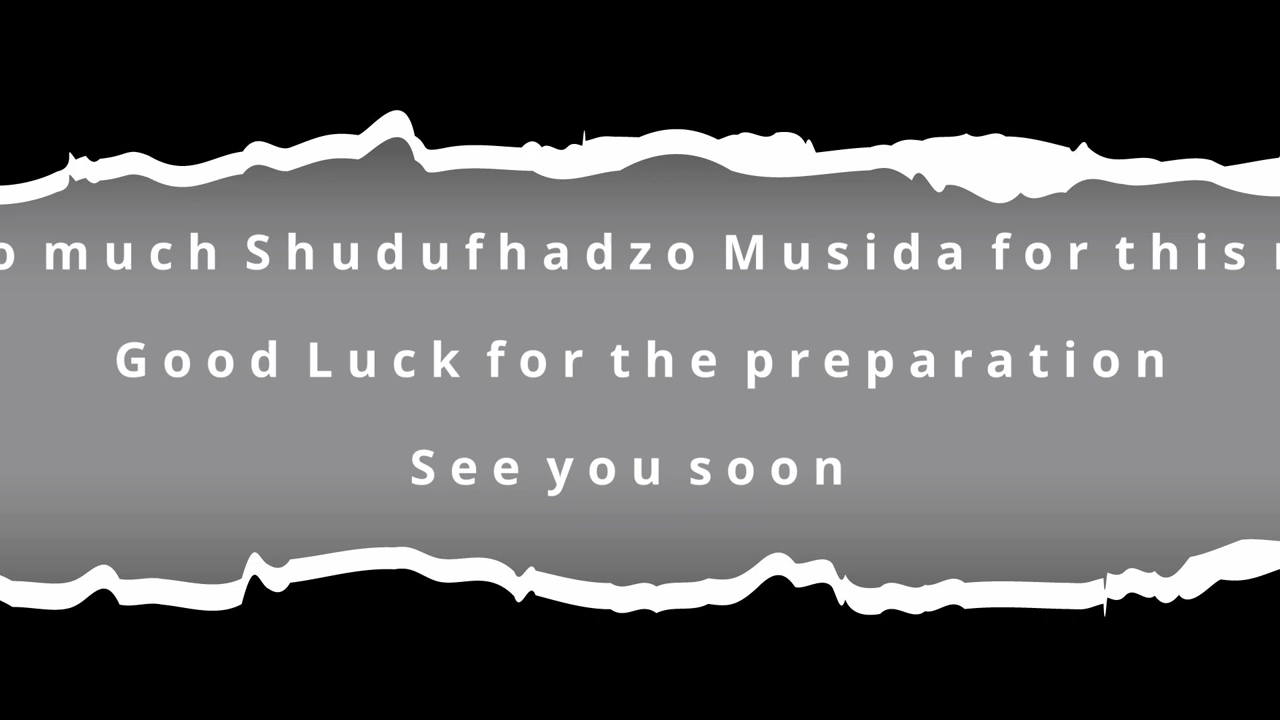 o much Shudufhadzo Musida for this
Good Luck for the preparation
See you soon